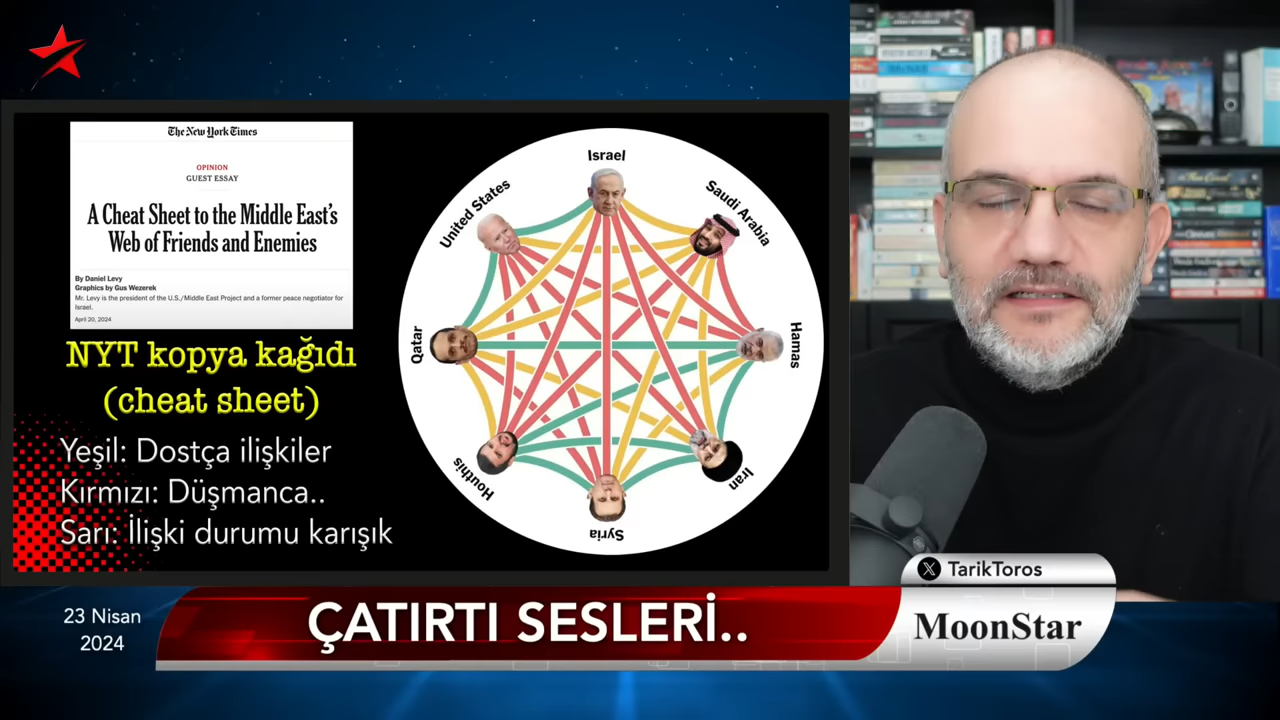 The New York Times
OPINION
GUEST ESSAY
A Cheat Sheet to the Middle East's
Web of Friends and Enemies
By Daniel Levy
Graphics by Gus Wezerek
Mr. Levy is the president of the U.S./Middle East Project and a former peace negotiator for
Israel.
April 20, 2024
NYT kopya kağıdı
(cheat sheet)
Yeşil: Dostça ilişkiler
Kırmızı: Düşmanca..
Sarı: İlişki durumu karışık
Israel
Saudi Arabia
Hamas
Iran
Syria
Houthis
Qatar
United States
X TarikToros
MoonStar
23 Nisan
2024
ÇATIRTI SESLERİ..